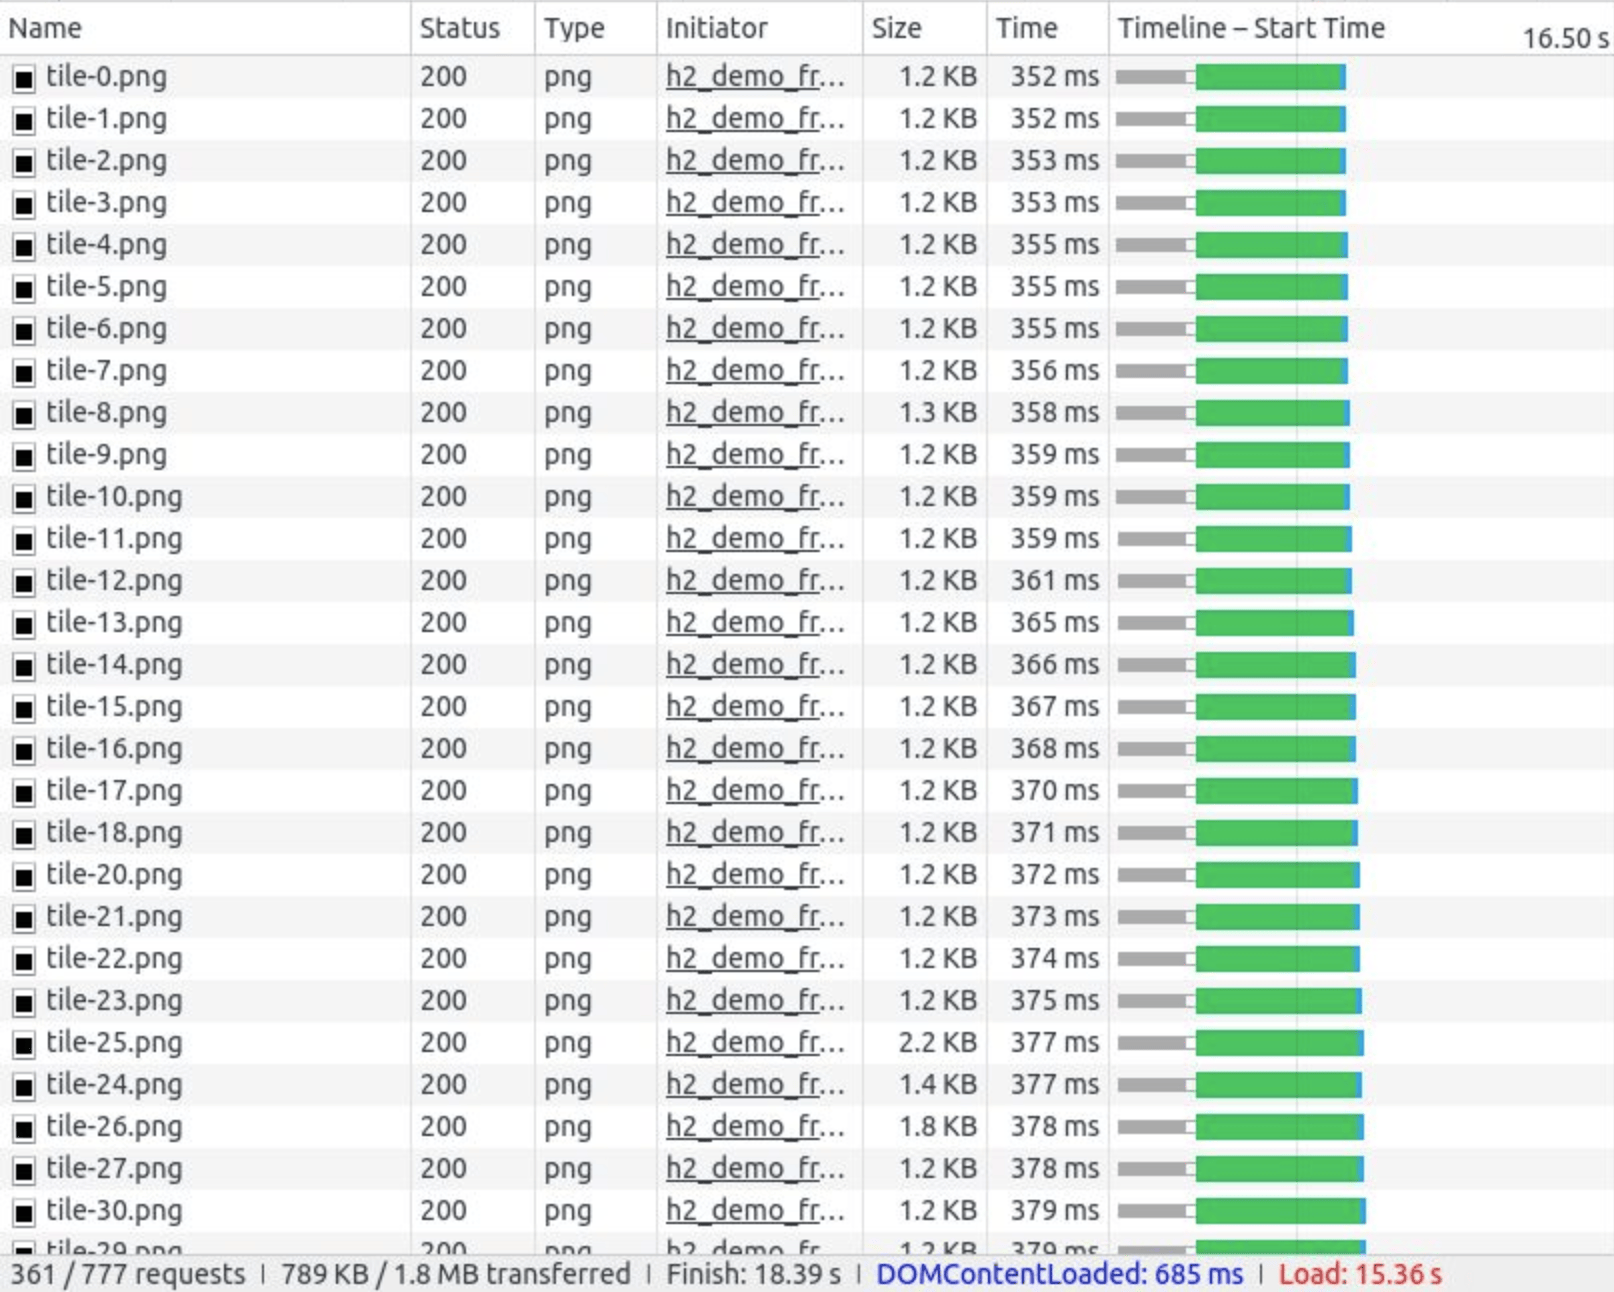 Name Status Type Initiator Size Time Timeline – Start Time 16.50 s
tile-0.png 200 png h2_demo_fr... 1.2 KB 352 ms
tile-1.png 200 png h2_demo_fr... 1.2 KB 352 ms
tile-2.png 200 png h2_demo_fr... 1.2 KB 353 ms
tile-3.png 200 png h2_demo_fr... 1.2 KB 353 ms
tile-4.png 200 png h2_demo_fr... 1.2 KB 355 ms
tile-5.png 200 png h2_demo_fr... 1.2 KB 355 ms
tile-6.png 200 png h2_demo_fr... 1.2 KB 355 ms
tile-7.png 200 png h2_demo_fr... 1.2 KB 356 ms
tile-8.png 200 png h2_demo_fr... 1.3 KB 358 ms
tile-9.png 200 png h2_demo_fr... 1.2 KB 359 ms
tile-10.png 200 png h2_demo_fr... 1.2 KB 359 ms
tile-11.png 200 png h2_demo_fr... 1.2 KB 359 ms
tile-12.png 200 png h2_demo_fr... 1.2 KB 361 ms
tile-13.png 200 png h2_demo_fr... 1.2 KB 365 ms
tile-14.png 200 png h2_demo_fr... 1.2 KB 366 ms
tile-15.png 200 png h2_demo_fr... 1.2 KB 367 ms
tile-16.png 200 png h2_demo_fr... 1.2 KB 368 ms
tile-17.png 200 png h2_demo_fr... 1.2 KB 370 ms
tile-18.png 200 png h2_demo_fr... 1.2 KB 371 ms
tile-20.png 200 png h2_demo_fr... 1.2 KB 372 ms
tile-21.png 200 png h2_demo_fr... 1.2 KB 373 ms
tile-22.png 200 png h2_demo_fr... 1.2 KB 374 ms
tile-23.png 200 png h2_demo_fr... 1.2 KB 375 ms
tile-25.png 200 png h2_demo_fr... 2.2 KB 377 ms
tile-24.png 200 png h2_demo_fr... 1.4 KB 377 ms
tile-26.png 200 png h2_demo_fr... 1.8 KB 378 ms
tile-27.png 200 png h2_demo_fr... 1.2 KB 378 ms
tile-30.png 200 png h2_demo_fr... 1.2 KB 379 ms
tile-29.png 200 png h2_demo_fr... 1.2 KB 379 ms
361 / 777 requests | 789 KB / 1.8 MB transferred | Finish: 18.39 s | DOMContentLoaded: 685 ms | Load: 15.36 s